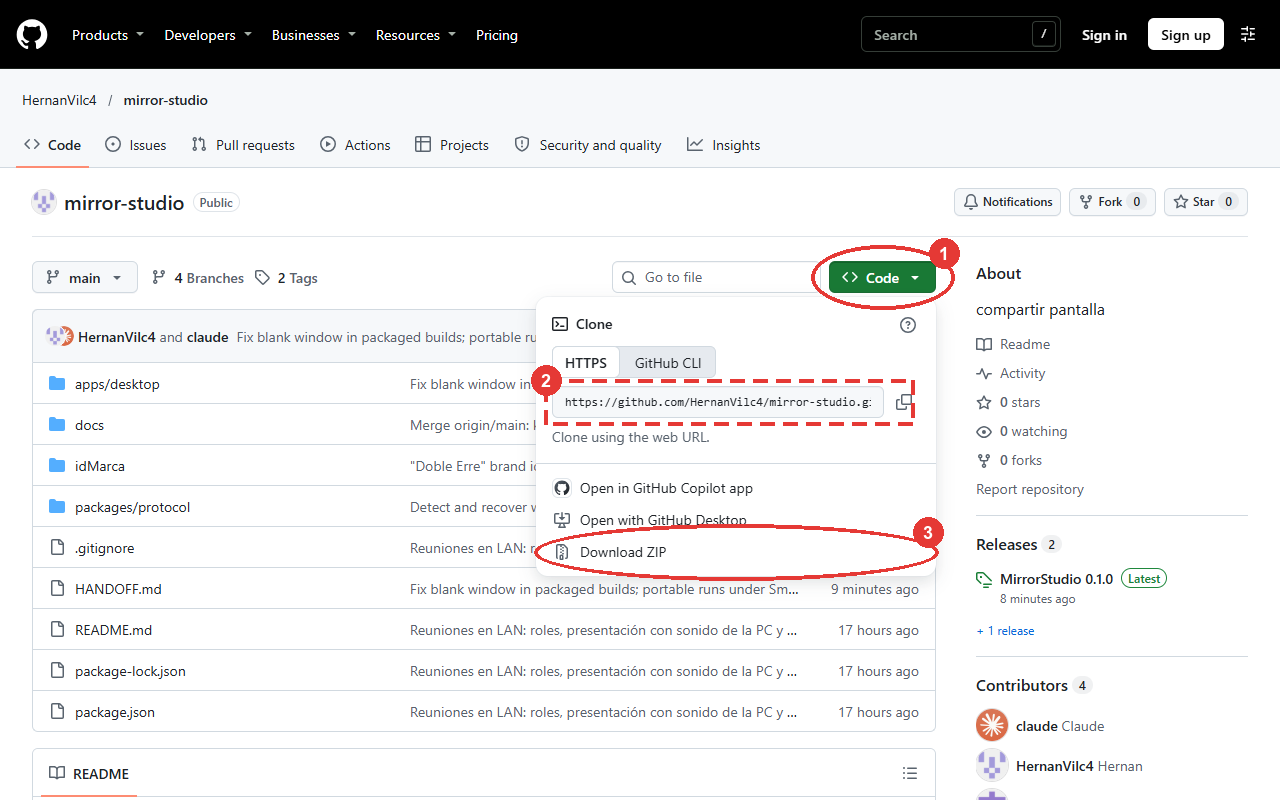 Products Developers Businesses Resources Pricing Search / Sign in Sign up
HernanVilc4 / mirror-studio
Code Issues Pull requests Actions Projects Security and quality Insights
mirror-studio Public Notifications Fork 0 Star 0
main 4 Branches 2 Tags Go to file Code 1
HernanVilc4 and claude Fix blank window in packaged builds; portable ru
apps/desktop Fix blank window in
docs Merge origin/main: k
idMarca "Doble Erre" brand id
packages/protocol Detect and recover w
.gitignore Reuniones en LAN: ro
HANDOFF.md Fix blank window in packaged builds; portable runs under Sm... 9 minutes ago
README.md Reuniones en LAN: roles, presentación con sonido de la PC y ... 17 hours ago
package-lock.json Reuniones en LAN: roles, presentación con sonido de la PC y ... 17 hours ago
package.json Reuniones en LAN: roles, presentación con sonido de la PC y ... 17 hours ago
README
Clone
HTTPS GitHub CLI
2
https://github.com/HernanVilc4/mirror-studio.gi
Clone using the web URL.
Open in GitHub Copilot app
Open with GitHub Desktop
3
Download ZIP
About
compartir pantalla
Readme
Activity
0 stars
0 watching
0 forks
Report repository
Releases 2
MirrorStudio 0.1.0 Latest
8 minutes ago
+ 1 release
Contributors 4
claude Claude
HernanVilc4 Hernan